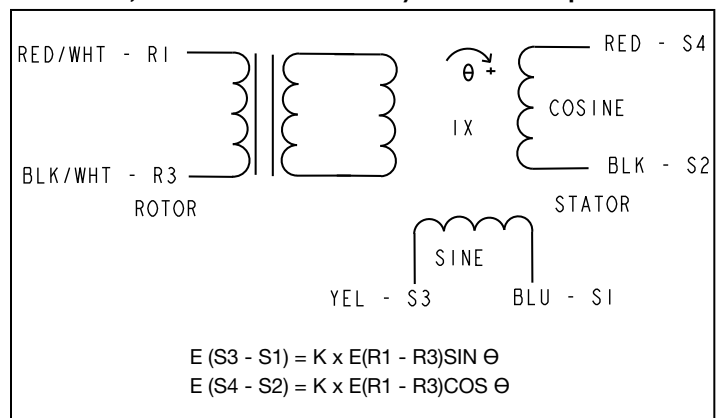 RED/WHT - R1
RED - S4
θ +
COSINE
1X
BLK/WHT - R3
BLK - S2
ROTOR
STATOR
SINE
YEL - S3
BLU - S1
E (S3 - S1) = K x E(R1 - R3)SIN Θ
E (S4 - S2) = K x E(R1 - R3)COS Θ